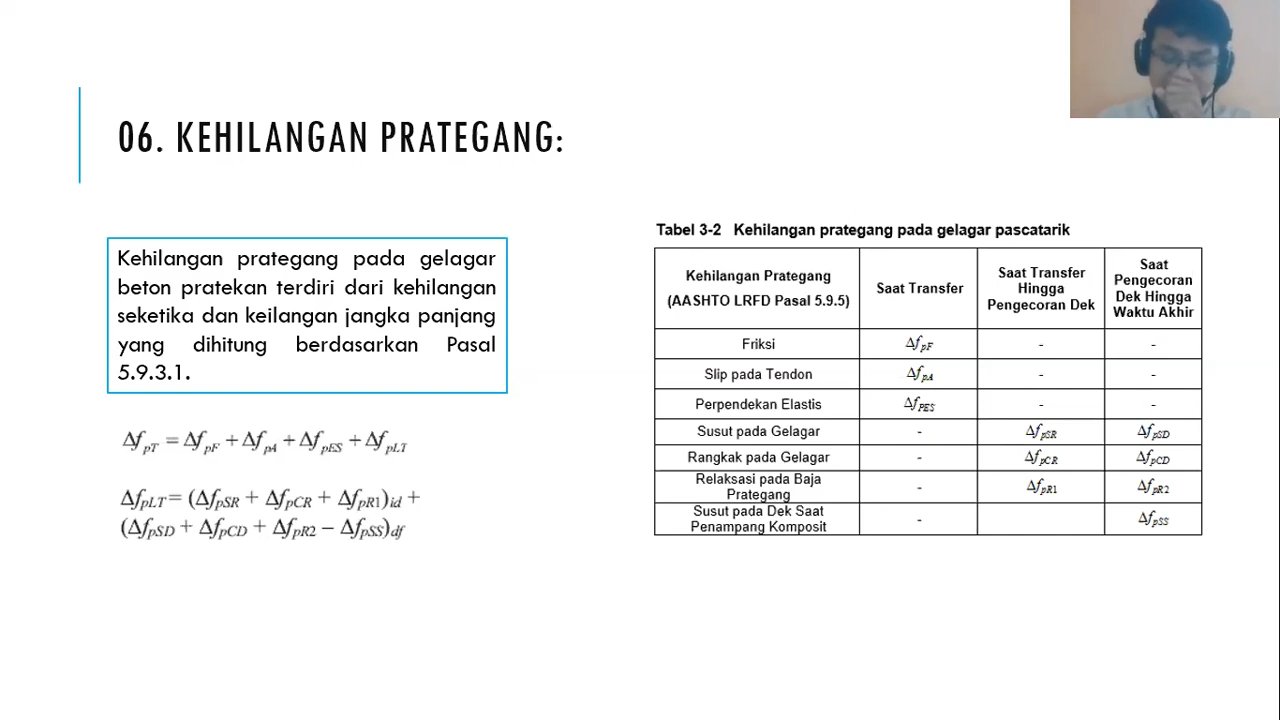 06. KEHILANGAN PRATEGANG:
Kehilangan prategang pada gelagar
beton pratekan terdiri dari kehilangan
seketika dan keilangan jangka panjang
yang dihitung berdasarkan Pasal
5.9.3.1.
Δf_pT = Δf_pF + Δf_pA + Δf_pES + Δf_pLT
Δf_pLT = (Δf_pSR + Δf_pCR + Δf_pR1)_id +
(Δf_pSD + Δf_pCD + Δf_pR2 − Δf_pSS)_df
Tabel 3-2 Kehilangan prategang pada gelagar pascatarik
Kehilangan Prategang
(AASHTO LRFD Pasal 5.9.5)
Saat Transfer
Saat Transfer
Hingga
Pengecoran Dek
Saat
Pengecoran
Dek Hingga
Waktu Akhir
Friksi Δf_pF - -
Slip pada Tendon Δf_pA - -
Perpendekan Elastis Δf_PES - -
Susut pada Gelagar - Δf_pSR Δf_pSD
Rangkak pada Gelagar - Δf_pCR Δf_pCD
Relaksasi pada Baja
Prategang
- Δf_pR1 Δf_pR2
Susut pada Dek Saat
Penampang Komposit
- Δf_pSS